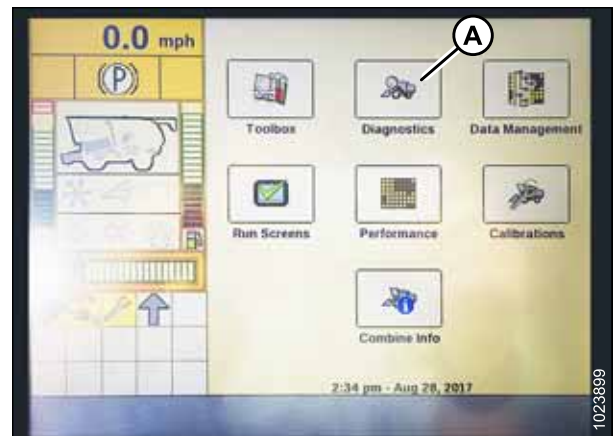 0.0 mph
(P)
A
Toolbox
Diagnostics
Data Management
Run Screens
Performance
Calibrations
Combine Info
2:34 pm - Aug 28, 2017
1023899